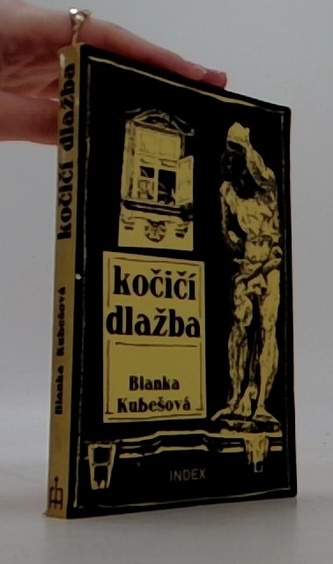 kočičí dlažba
Blanka Kubešová
kočičí
dlažba
Blanka
Kubešová
INDEX